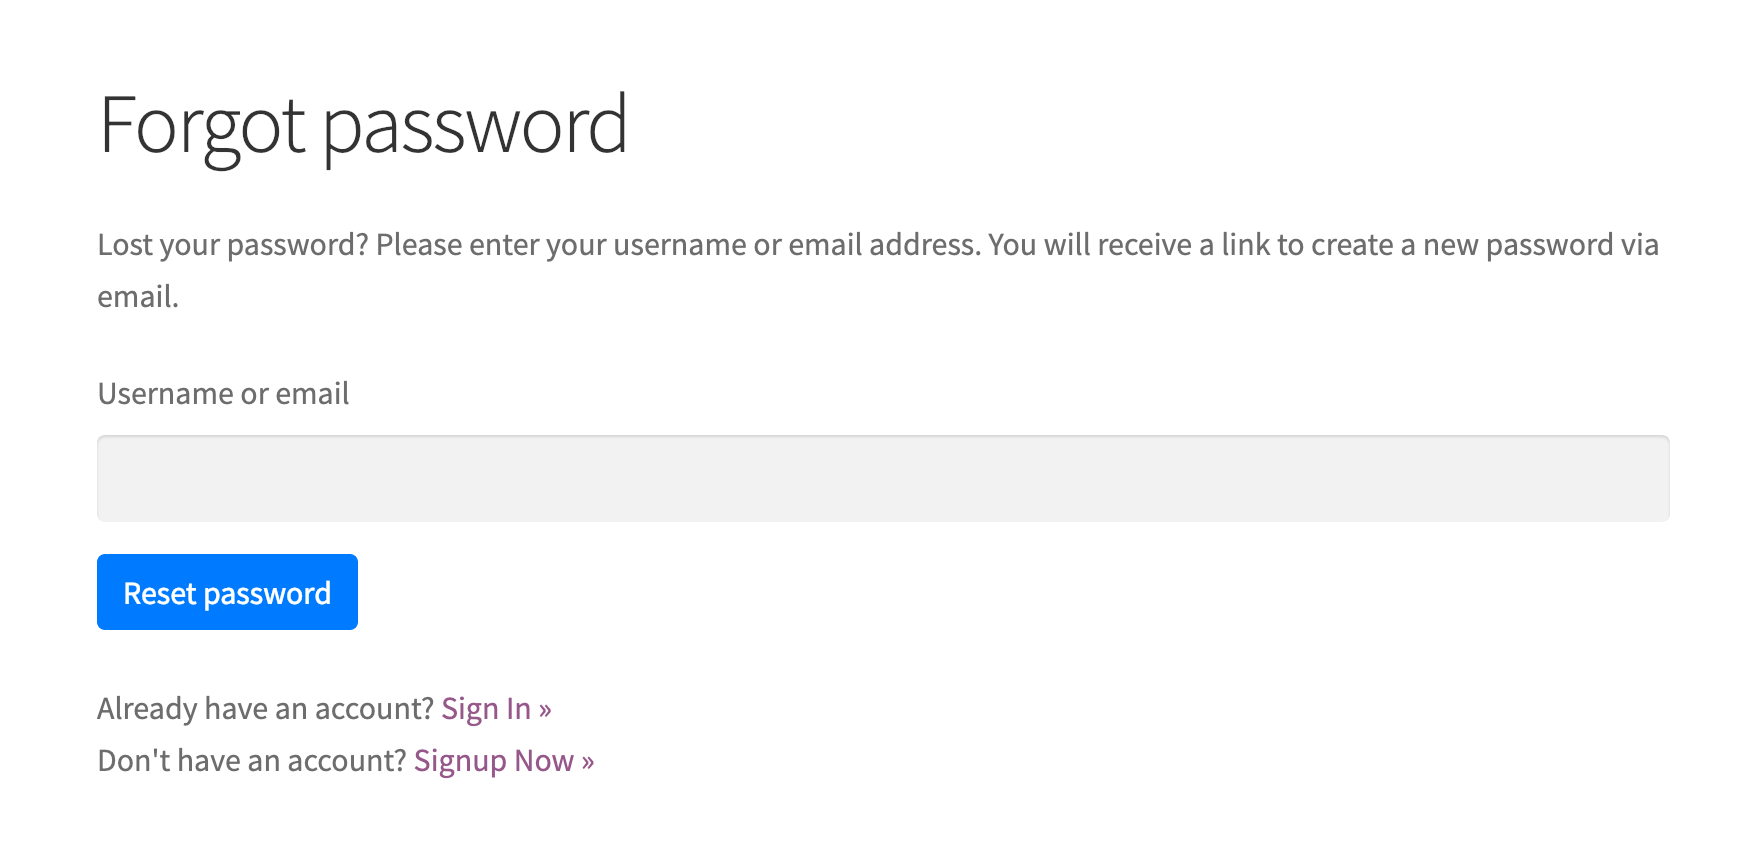 Forgot password
Lost your password? Please enter your username or email address. You will receive a link to create a new password via
email.
Username or email
Reset password
Already have an account? Sign In »
Don't have an account? Signup Now »